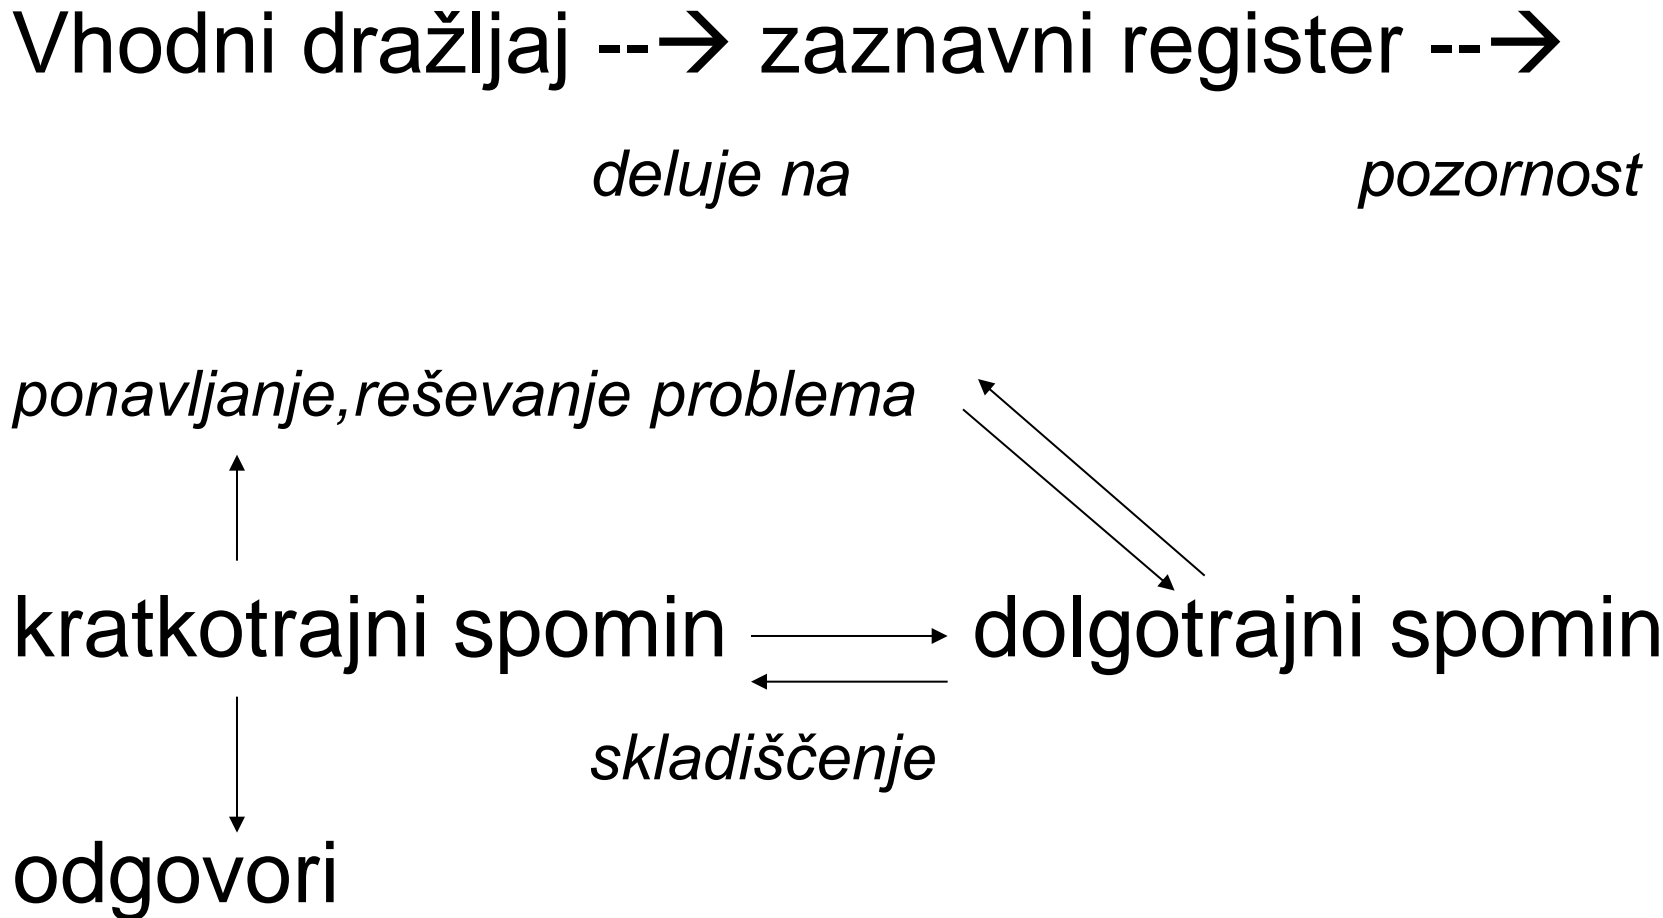 Vhodni dražljaj --→ zaznavni register --→
deluje na pozornost
ponavljanje,reševanje problema
kratkotrajni spomin dolgotrajni spomin
skladiščenje
odgovori